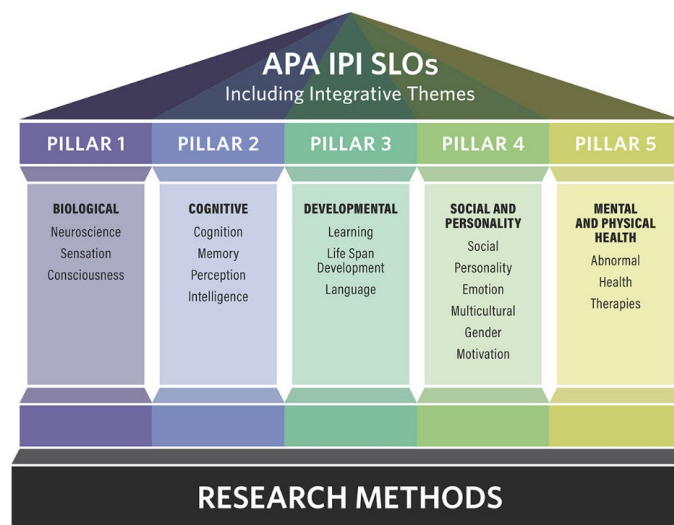 APA IPI SLOs
Including Integrative Themes
PILLAR 1
PILLAR 2
PILLAR 3
PILLAR 4
PILLAR 5
BIOLOGICAL
Neuroscience
Sensation
Consciousness
COGNITIVE
Cognition
Memory
Perception
Intelligence
DEVELOPMENTAL
Learning
Life Span
Development
Language
SOCIAL AND
PERSONALITY
Social
Personality
Emotion
Multicultural
Gender
Motivation
MENTAL
AND PHYSICAL
HEALTH
Abnormal
Health
Therapies
RESEARCH METHODS